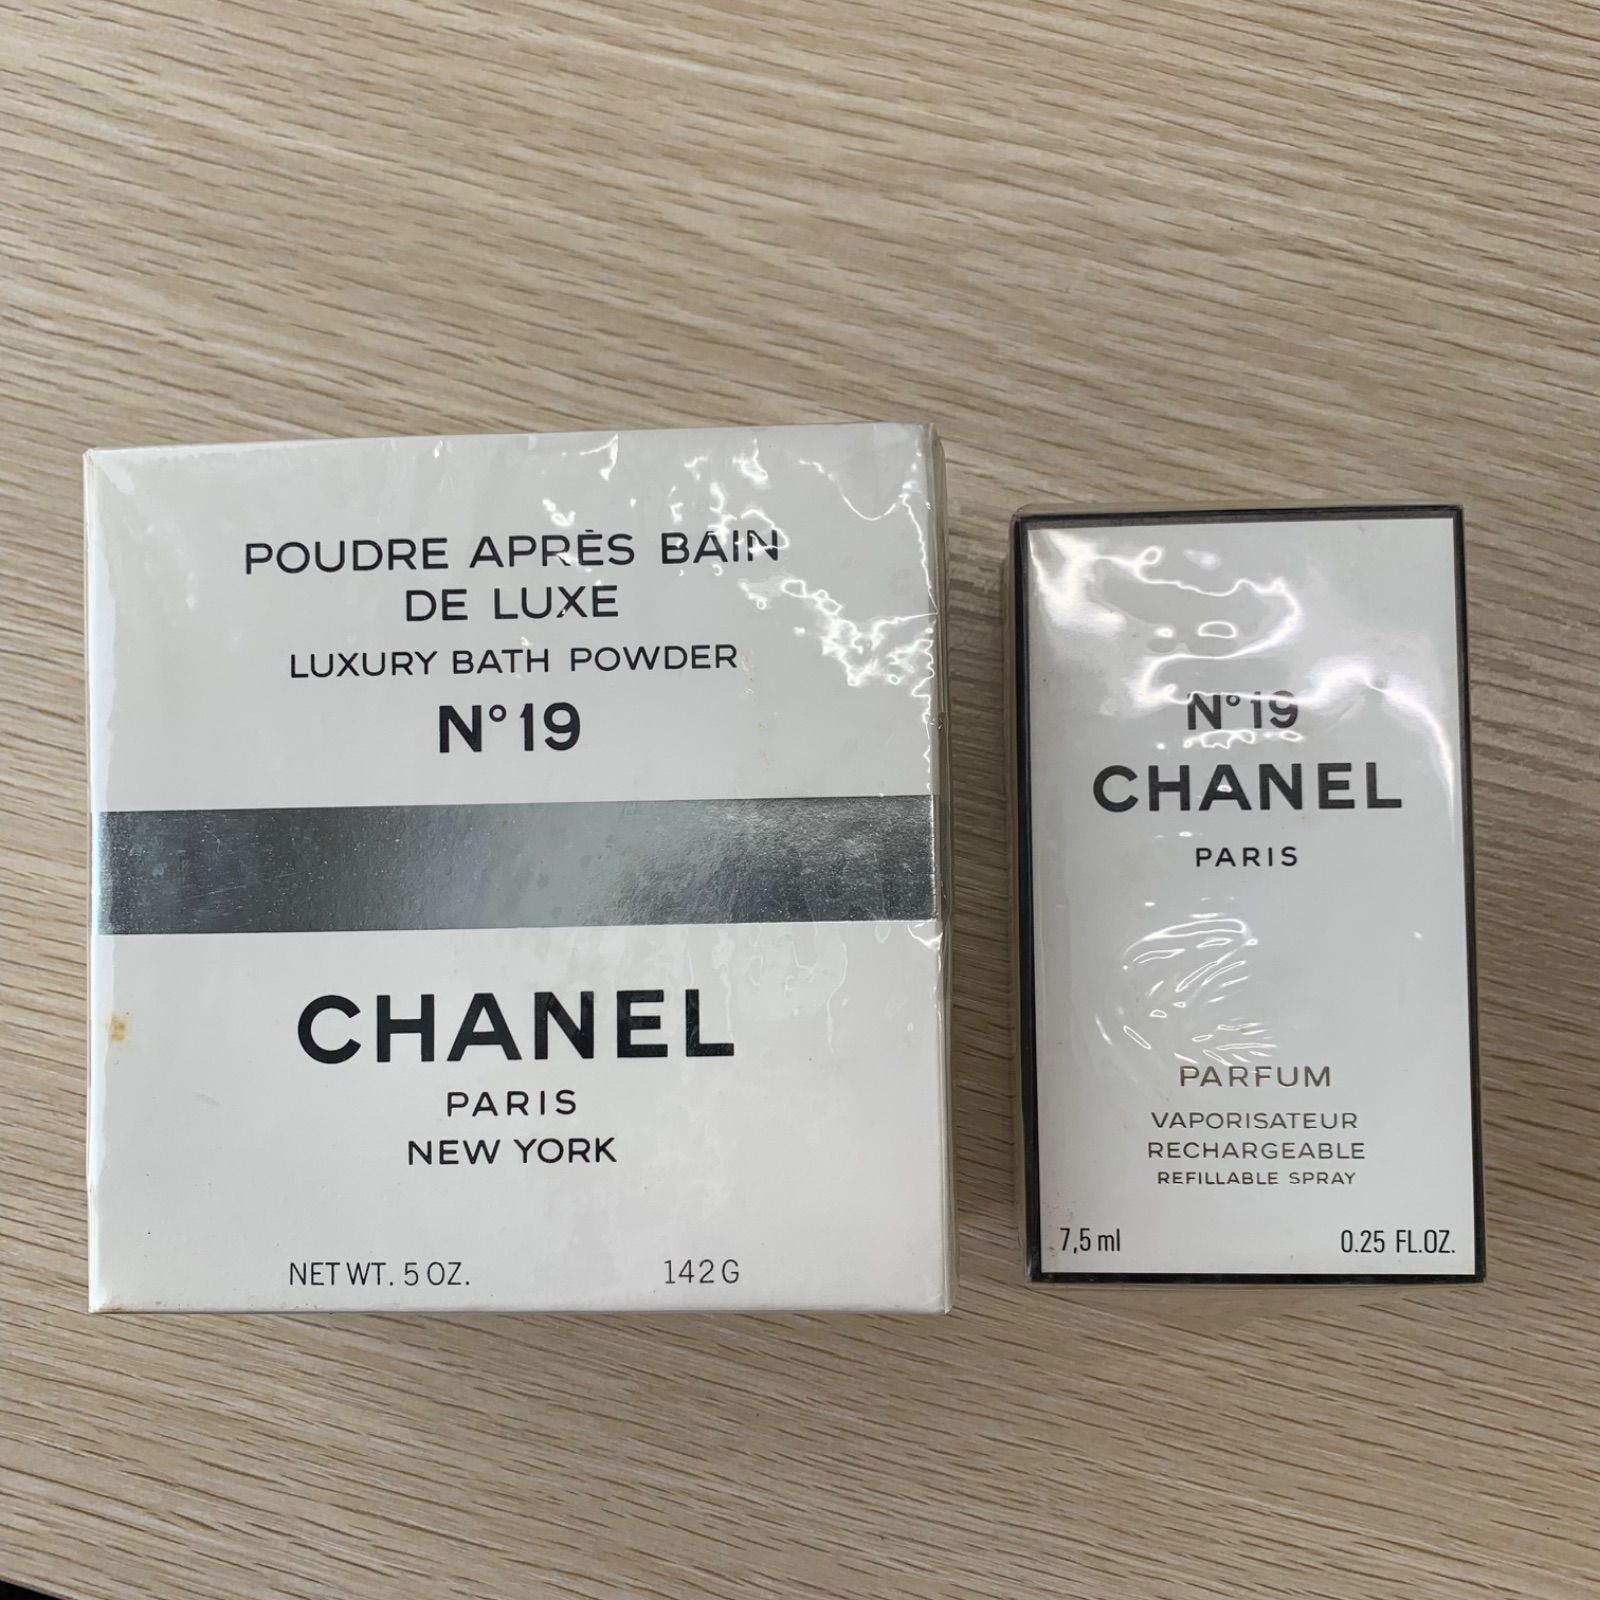 POUDRE APRÈS BAIN
DE LUXE
LUXURY BATH POWDER
N° 19
CHANEL
PARIS
NEW YORK
NET WT. 5 OZ. 142 G
N° 19
CHANEL
PARIS
PARFUM
VAPORISATEUR
RECHARGEABLE
REFILLABLE SPRAY
7,5 ml 0.25 FL.OZ.